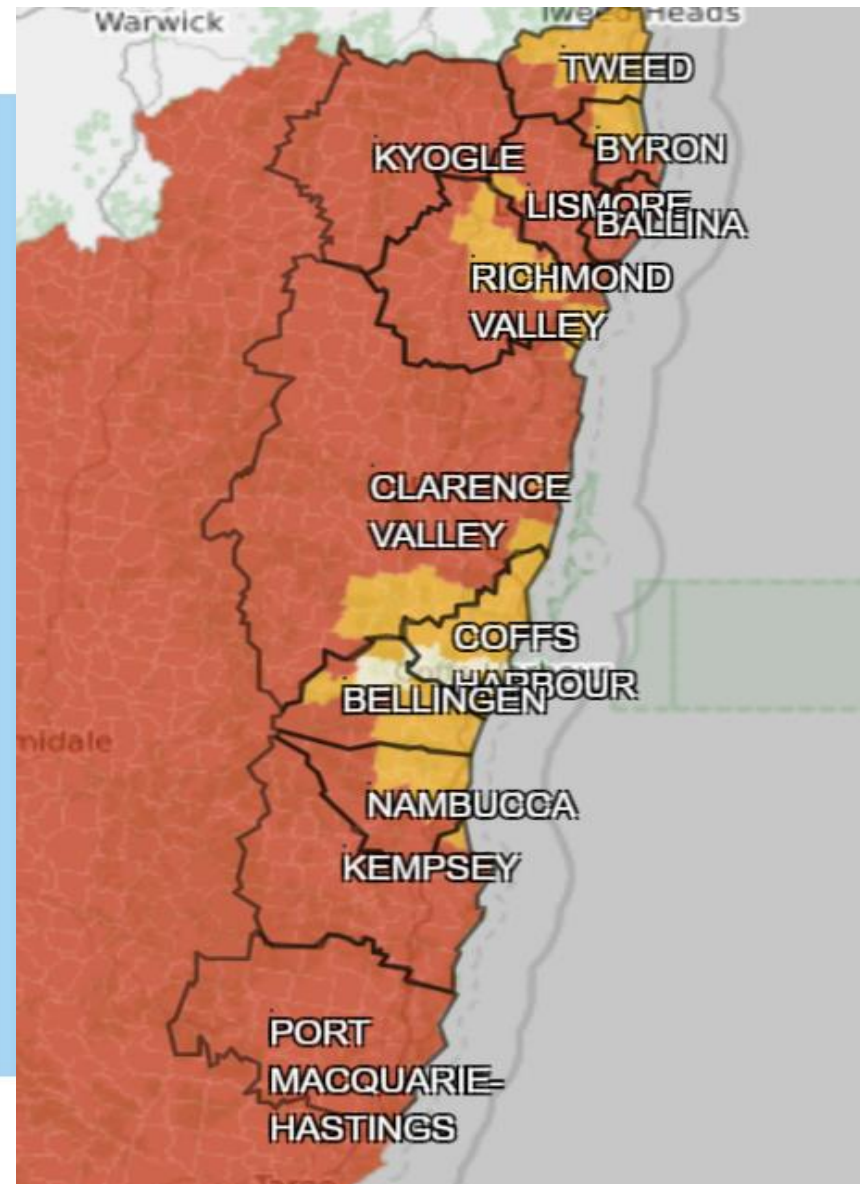 Warwick
Tweed Heads
TWEED
KYOGLE
BYRON
LISMORE
BALLINA
RICHMOND
VALLEY
CLARENCE
VALLEY
COFFS
HARBOUR
BELLINGEN
midale
NAMBUCCA
KEMPSEY
PORT
MACQUARIE-
HASTINGS